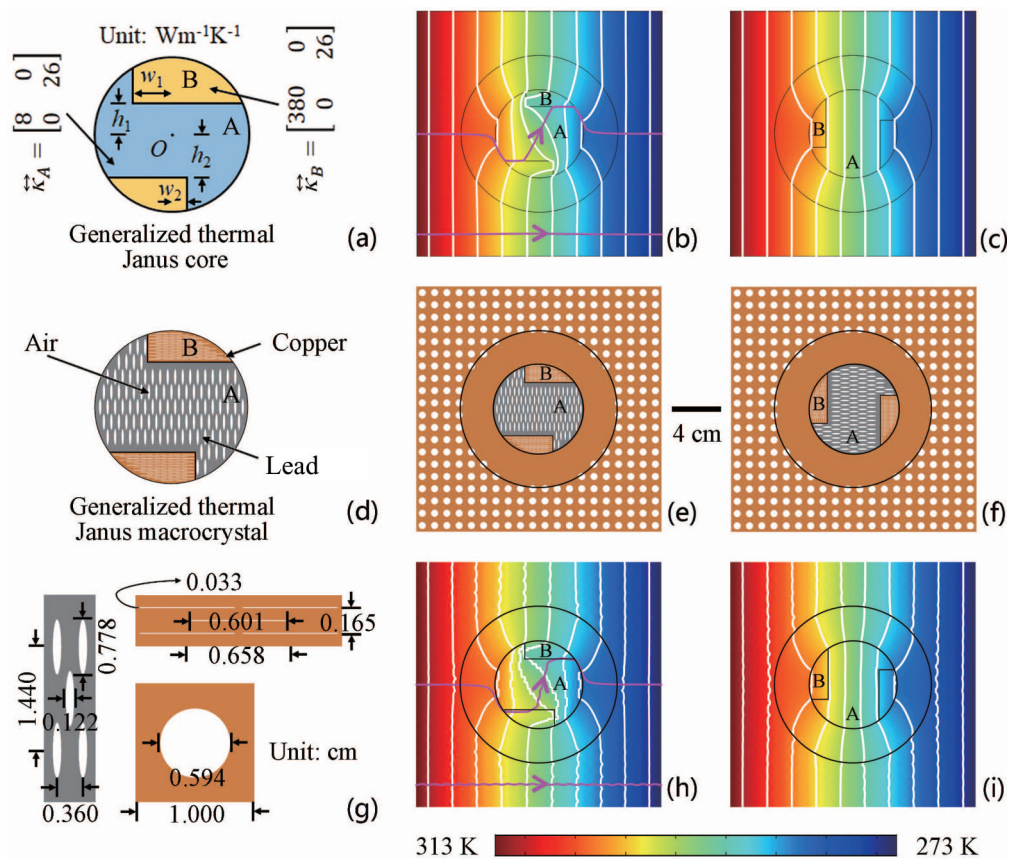 Unit: Wm⁻¹K⁻¹
κ↔A = [8 0
0 26]
κ↔B = [380 0
0 26]
w1
B
h1
A
O
h2
w2
Generalized thermal
Janus core
(a)
B
A
(b)
B
A
(c)
Air
B
Copper
A
Lead
Generalized thermal
Janus macrocrystal
(d)
B
A
(e)
4 cm
B
A
(f)
0.033
0.601
0.165
0.658
0.778
1.440
0.122
0.360
0.594
1.000
Unit: cm
(g)
B
A
(h)
B
A
(i)
313 K
273 K